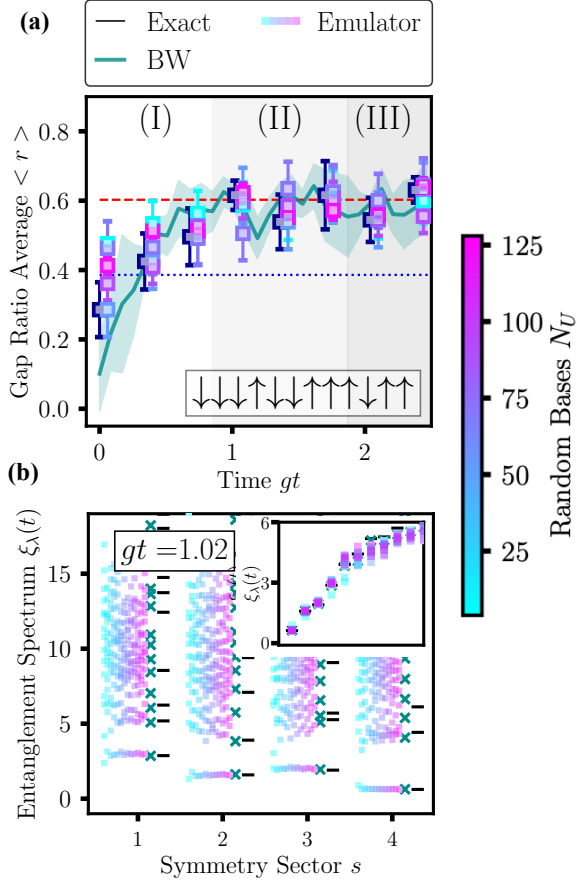 (a)
Exact
Emulator
BW
(I)
(II)
(III)
Gap Ratio Average < r >
0.8
0.6
0.4
0.2
0.0
↓↓↓↑↓↓↑↑↑↓↑↑
0
1
2
Time gt
(b)
Entanglement Spectrum ξλ(t)
gt =1.02
15
10
5
0
ξλ(t)
6
3
0
1
2
3
4
Symmetry Sector s
125
100
75
50
25
Random Bases N_U